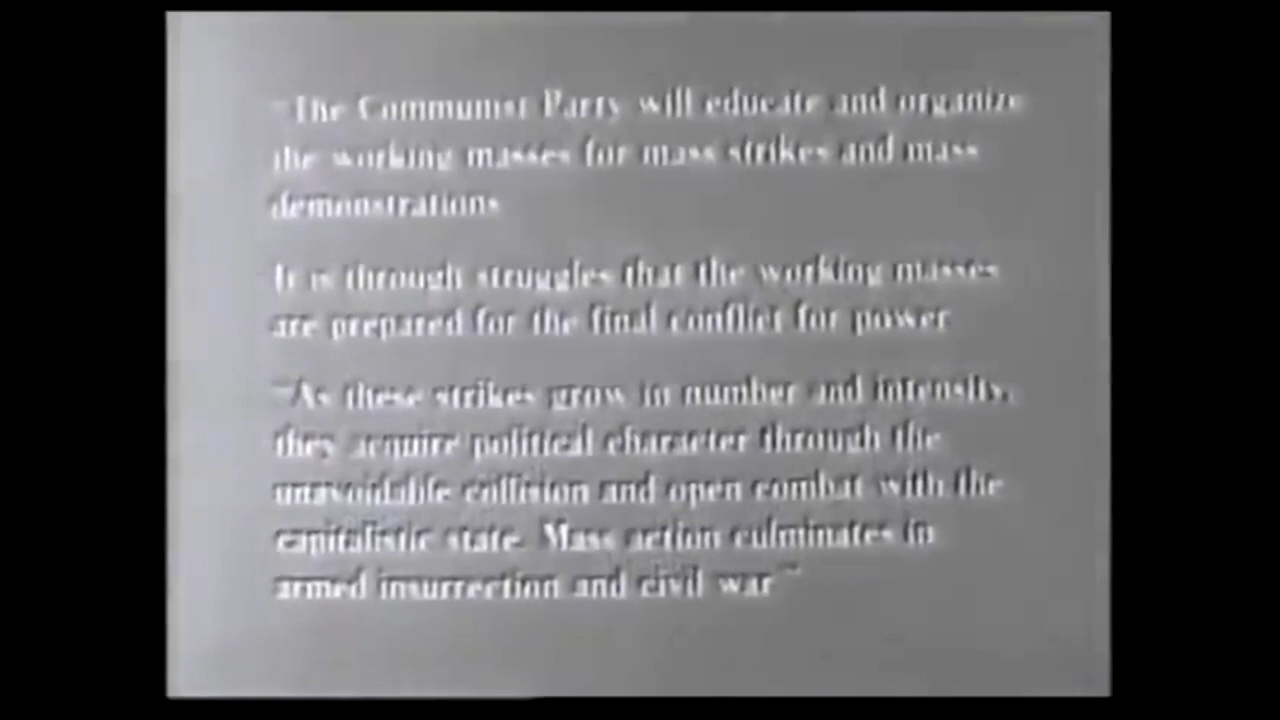 "The Communist Party will educate and organize
the working masses for mass strikes and mass
demonstrations
It is through struggles that the working masses
are prepared for the final conflict for power
"As these strikes grow in number and intensity,
they acquire political character through the
unavoidable collision and open combat with the
capitalistic state. Mass action culminates in
armed insurrection and civil war"